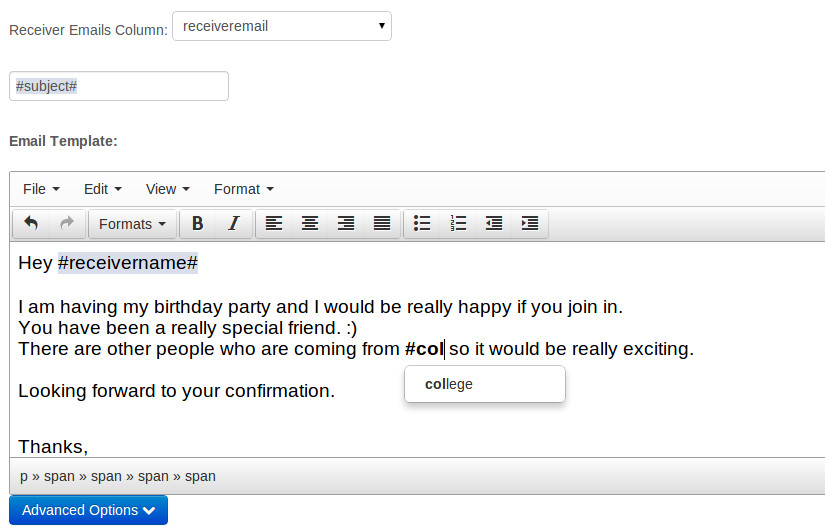 Receiver Emails Column: receiveremail
#subject#
Email Template:
File Edit View Format
Formats B I
Hey #receivername#
I am having my birthday party and I would be really happy if you join in.
You have been a really special friend. :)
There are other people who are coming from #col so it would be really exciting.
college
Looking forward to your confirmation.
Thanks,
p » span » span » span » span
Advanced Options